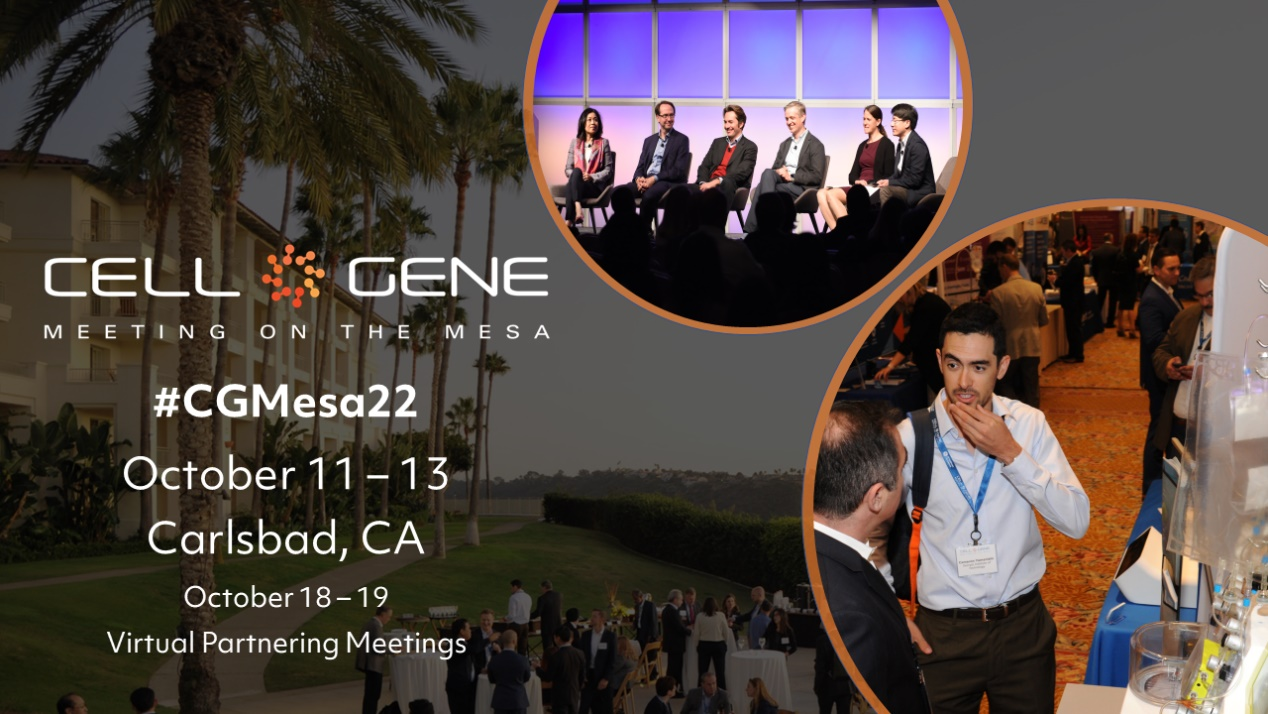 CELL GENE
MEETING ON THE MESA
#CGMesa22
October 11 – 13
Carlsbad, CA
October 18 – 19
Virtual Partnering Meetings